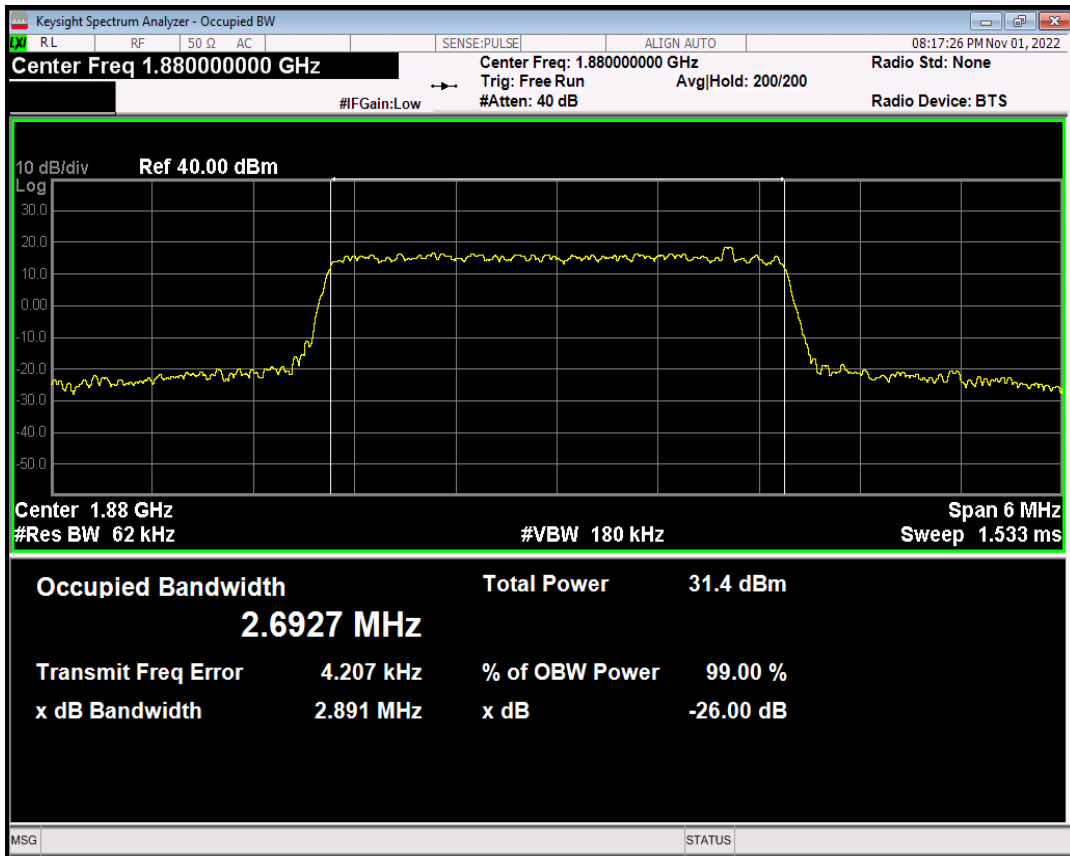 Keysight Spectrum Analyzer - Occupied BW
LXI RL RF 50 Ω AC SENSE:PULSE ALIGN AUTO 08:17:26 PM Nov 01, 2022
Center Freq 1.880000000 GHz Center Freq: 1.880000000 GHz Radio Std: None
Trig: Free Run Avg|Hold: 200/200
#IFGain:Low #Atten: 40 dB Radio Device: BTS
10 dB/div Ref 40.00 dBm
Log
30.0
20.0
10.0
0.00
-10.0
-20.0
-30.0
-40.0
-50.0
Center 1.88 GHz Span 6 MHz
#Res BW 62 kHz #VBW 180 kHz Sweep 1.533 ms
Occupied Bandwidth Total Power 31.4 dBm
2.6927 MHz
Transmit Freq Error 4.207 kHz % of OBW Power 99.00 %
x dB Bandwidth 2.891 MHz x dB -26.00 dB
MSG STATUS